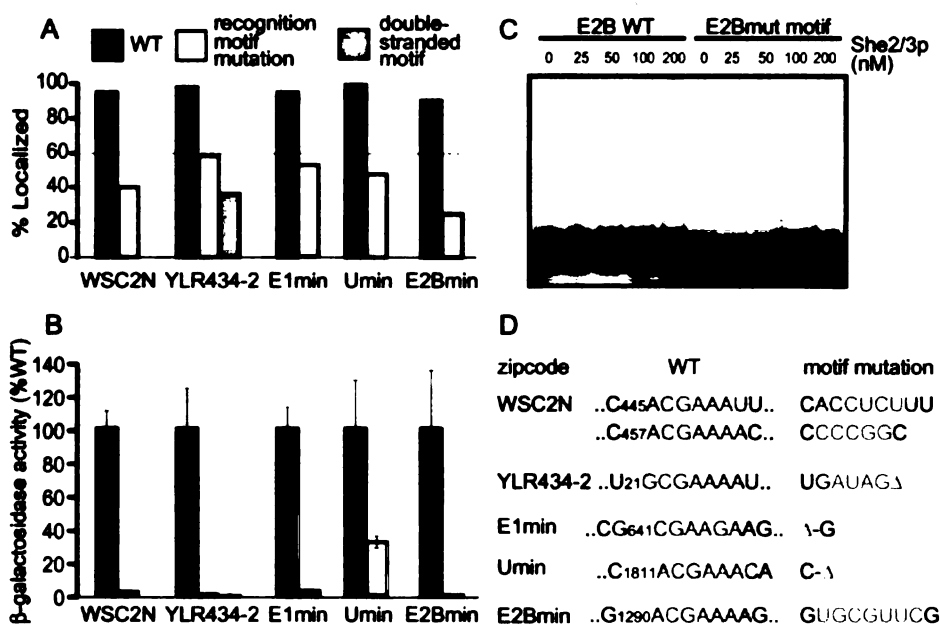 A
WT
recognition motif mutation
double-stranded motif
% Localized
100
80
60
40
20
0
WSC2N YLR434-2 E1min Umin E2Bmin
B
β-galactosidase activity (%WT)
140
120
100
80
60
40
20
0
WSC2N YLR434-2 E1min Umin E2Bmin
C
E2B WT E2Bmut motif
She2/3p (nM)
0 25 50 100 200 0 25 50 100 200
D
zipcode WT motif mutation
WSC2N ..C445ACGAAAUU.. CACCUCUUU
..C457ACGAAAAC.. CCCCGGC
YLR434-2 ..U21GCGAAAAU.. UGAUAGΔ
E1min ..CG641CGAAGAAG.. Δ-G
Umin ..C1811ACGAAACA C-Δ
E2Bmin ..G1290ACGAAAAG.. GUGCGUUCG